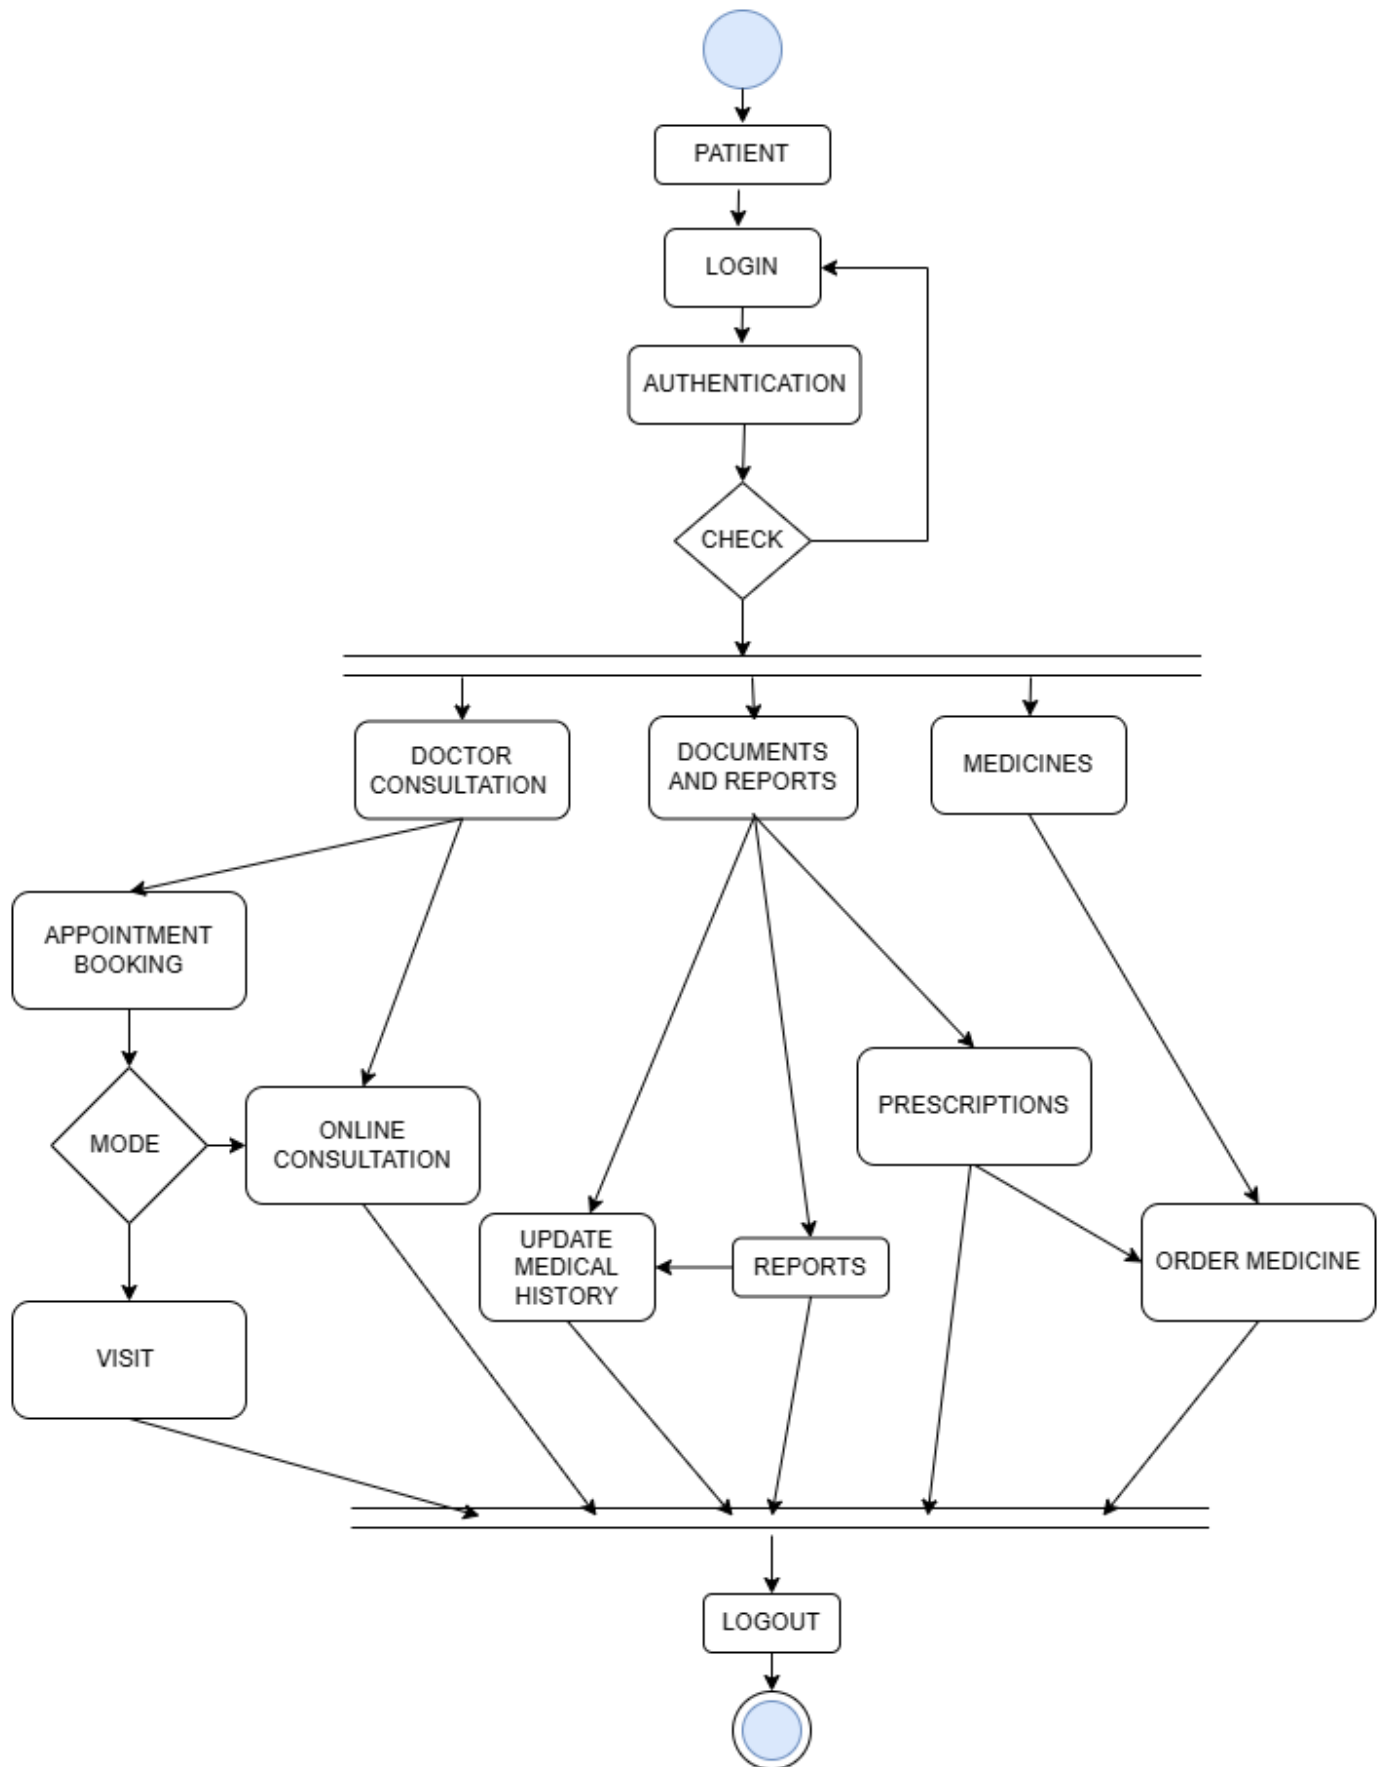 PATIENT
LOGIN
AUTHENTICATION
CHECK
DOCTOR
CONSULTATION
DOCUMENTS
AND REPORTS
MEDICINES
APPOINTMENT
BOOKING
MODE
ONLINE
CONSULTATION
PRESCRIPTIONS
UPDATE
MEDICAL
HISTORY
REPORTS
ORDER MEDICINE
VISIT
LOGOUT